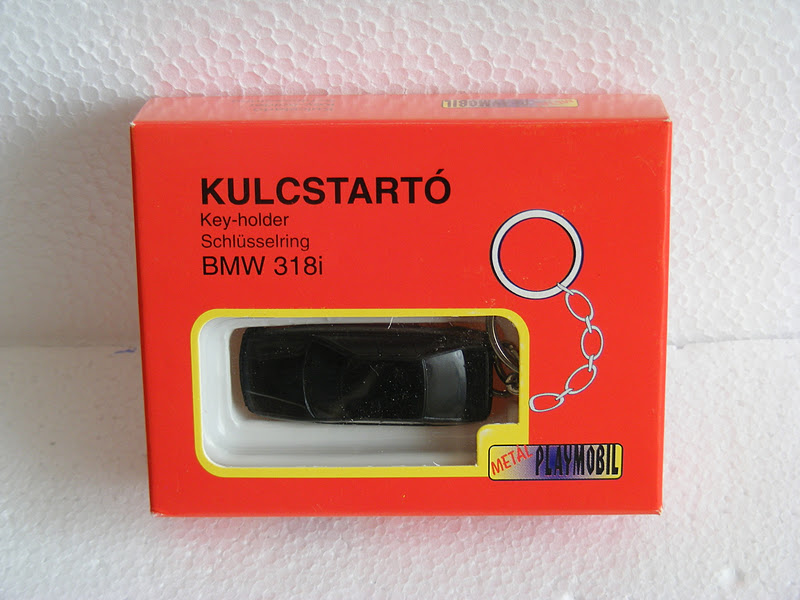 KULCSTARTÓ
Key-holder
Schlüsselring
BMW 318i
METAL PLAYMOBIL